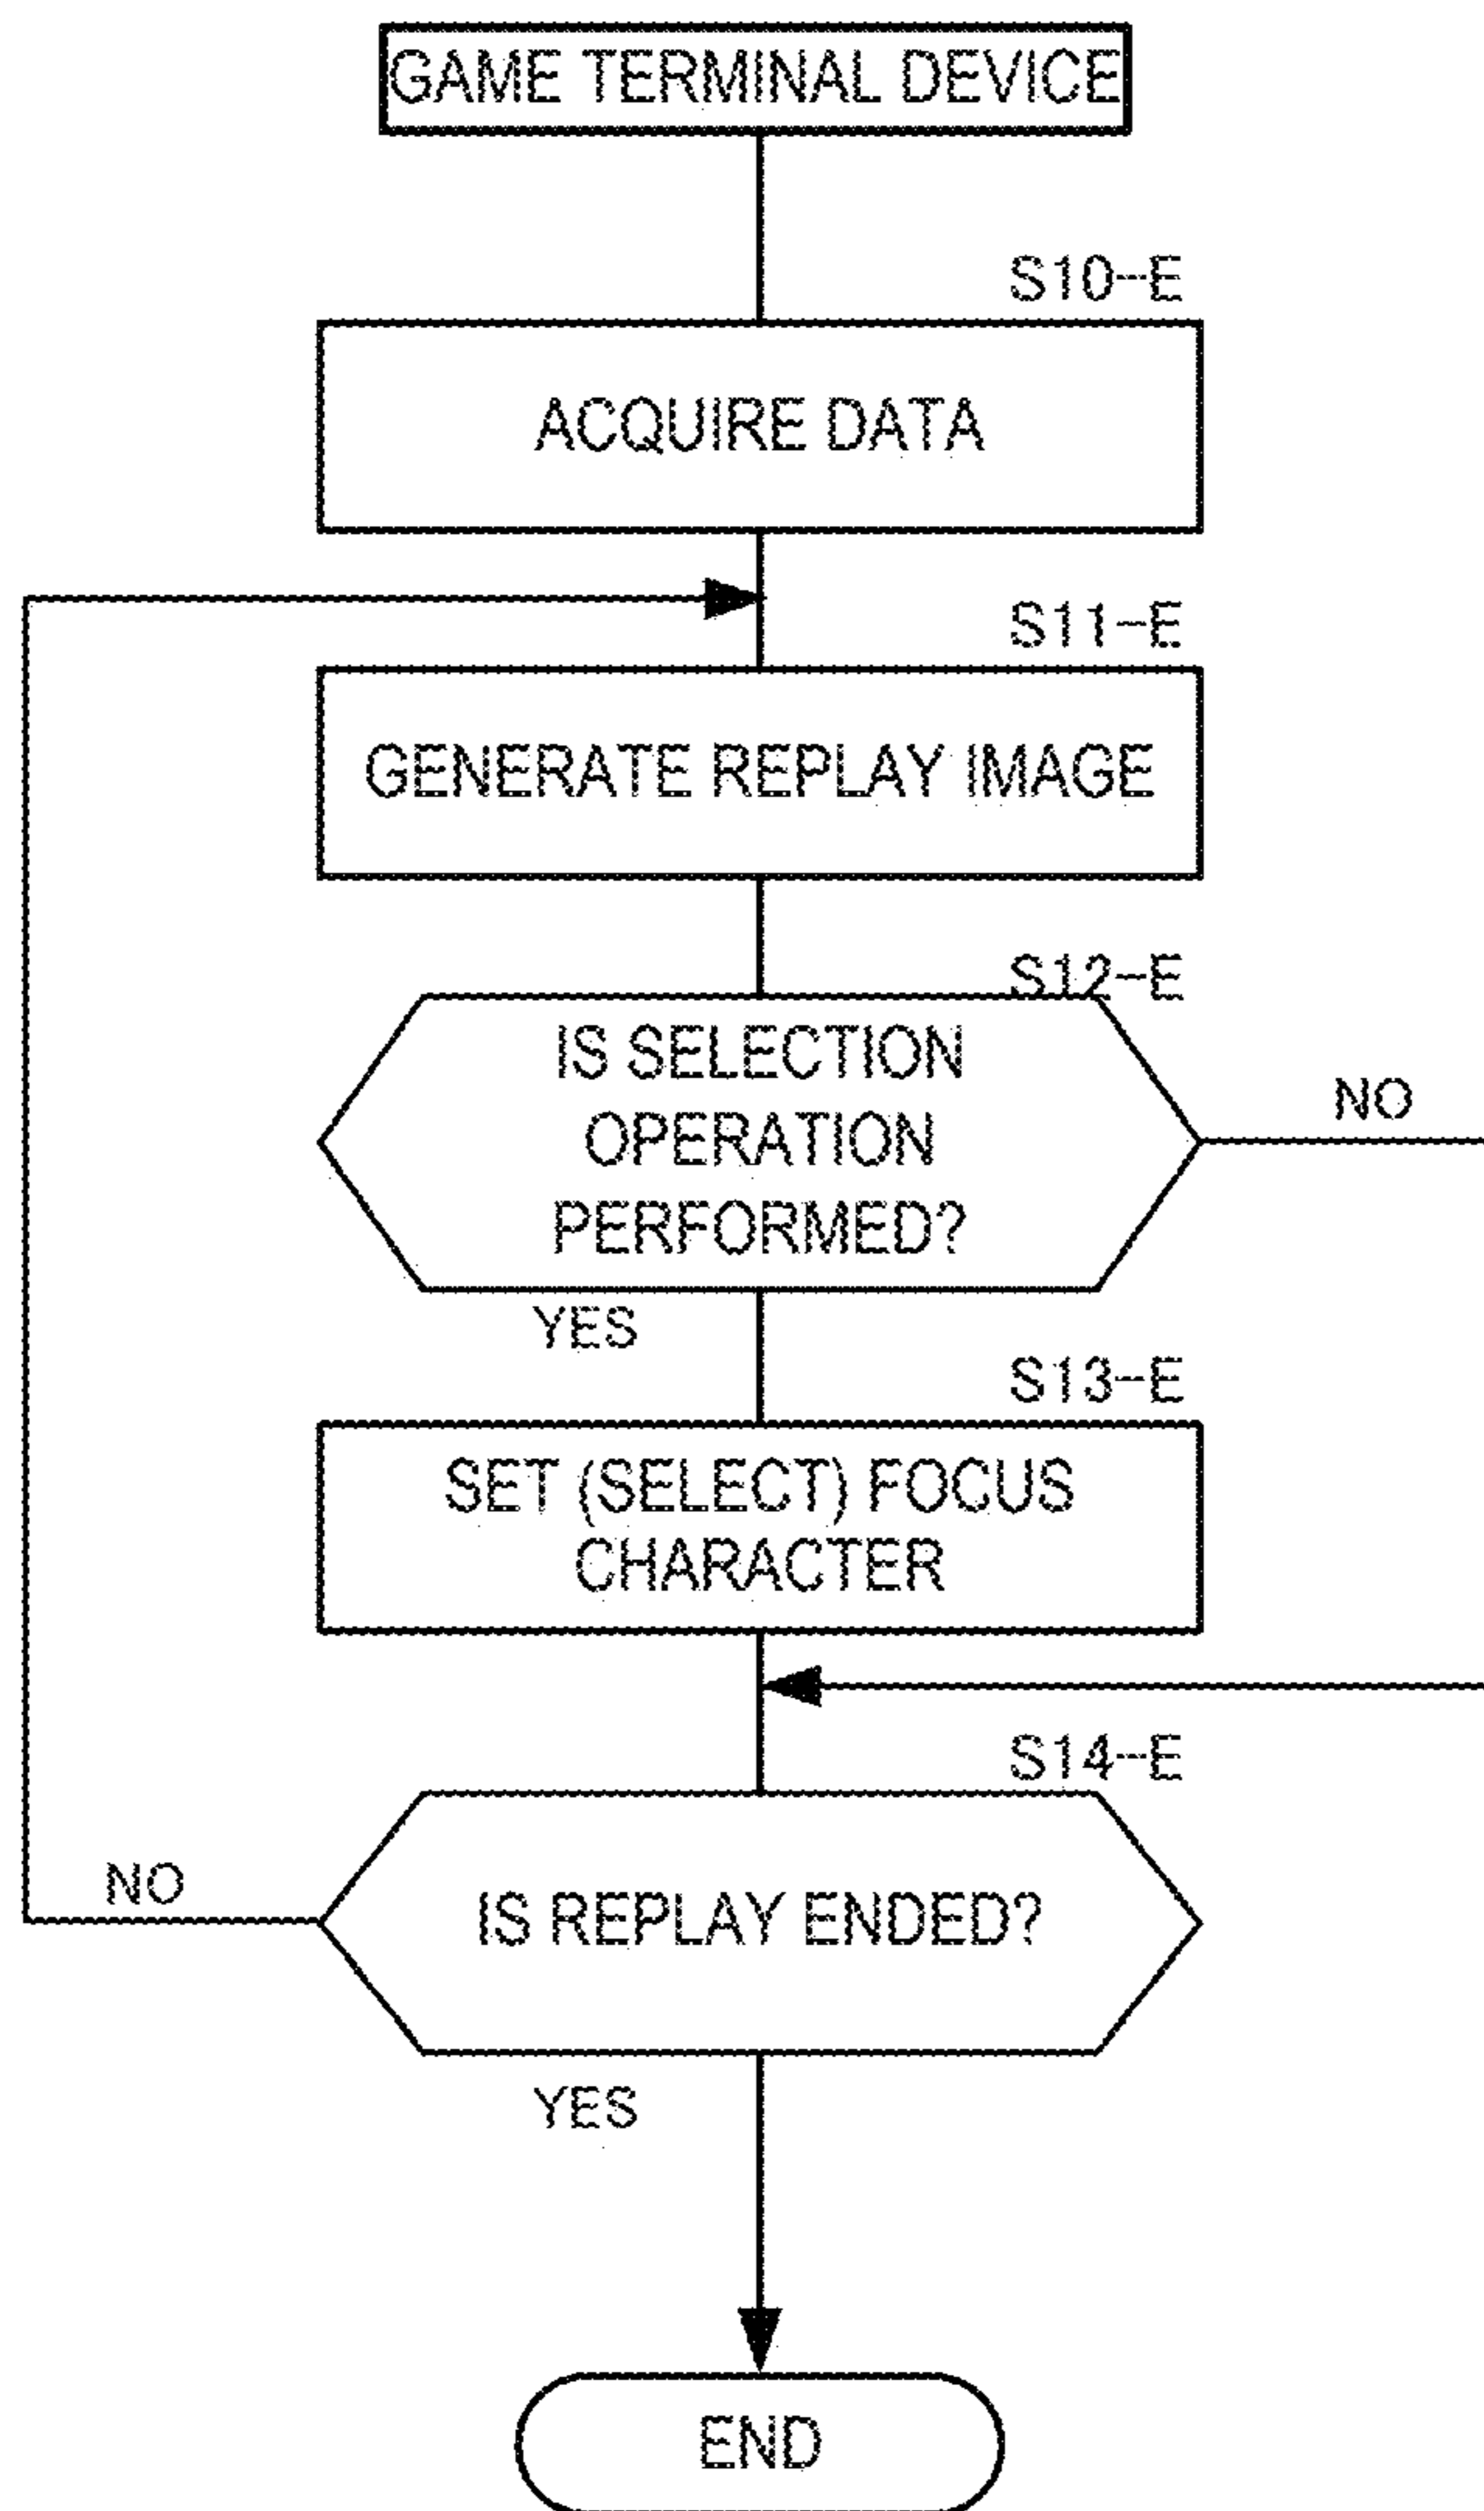 GAME TERMINAL DEVICE
S10-E
ACQUIRE DATA
S11-E
GENERATE REPLAY IMAGE
S12-E
IS SELECTION
OPERATION
PERFORMED?
NO
YES
S13-E
SET (SELECT) FOCUS
CHARACTER
S14-E
NO
IS REPLAY ENDED?
YES
END